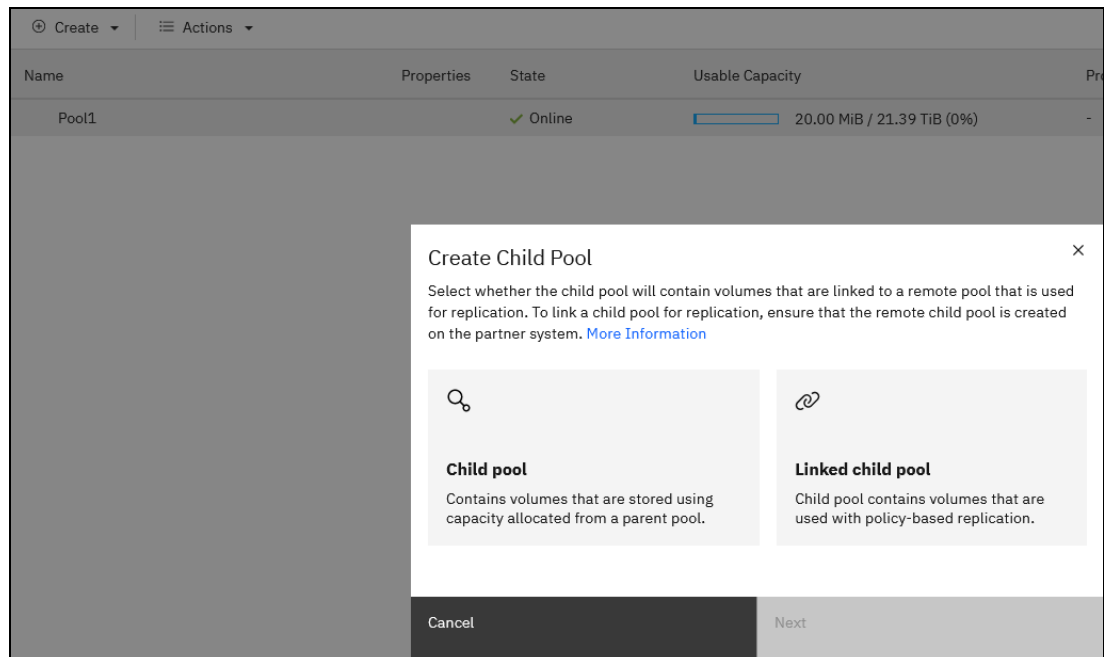 Create Actions
Name Properties State Usable Capacity Pro
Pool1 Online 20.00 MiB / 21.39 TiB (0%) -
Create Child Pool
Select whether the child pool will contain volumes that are linked to a remote pool that is used
for replication. To link a child pool for replication, ensure that the remote child pool is created
on the partner system. More Information
Child pool
Contains volumes that are stored using
capacity allocated from a parent pool.
Linked child pool
Child pool contains volumes that are
used with policy-based replication.
Cancel Next